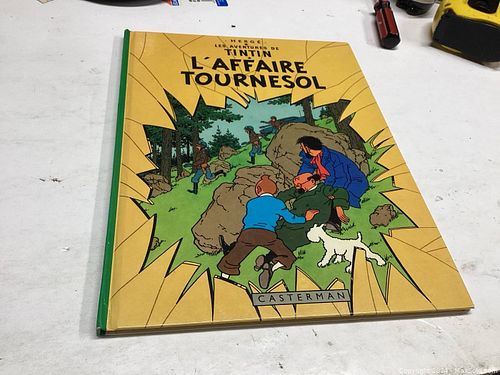 HERGÉ
LES AVENTURES DE
TINTIN
L'AFFAIRE
TOURNESOL
CASTERMAN